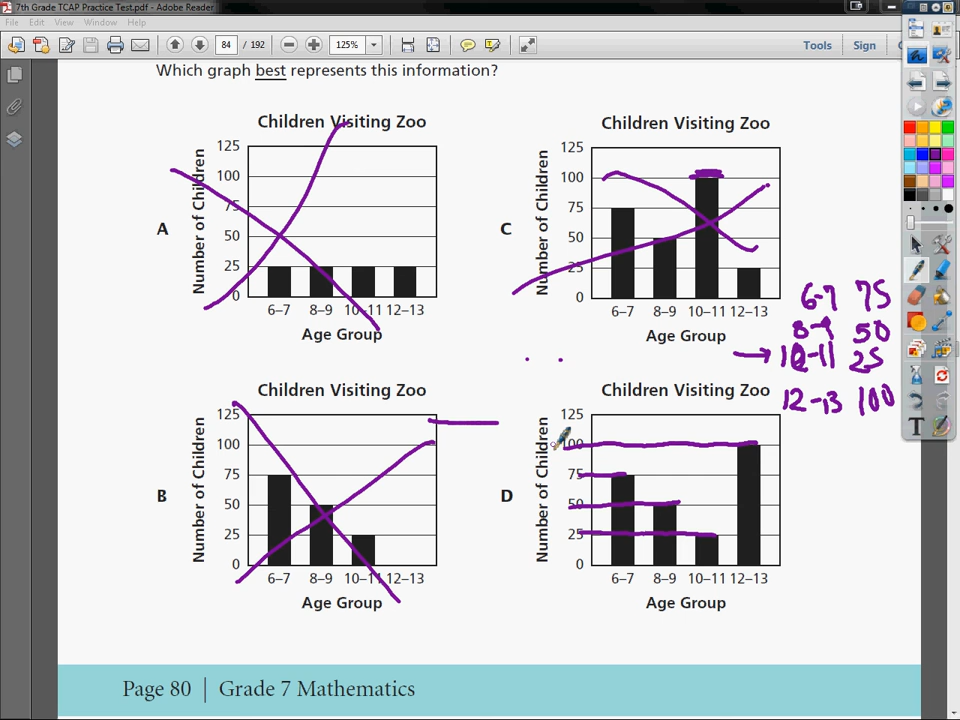 7th Grade TCAP Practice Test.pdf - Adobe Reader
File Edit View Window Help
84 / 192
125%
Tools
Sign
Which graph best represents this information?
A
Children Visiting Zoo
Number of Children
125
100
75
50
25
0
6–7 8–9 10–11 12–13
Age Group
C
Children Visiting Zoo
Number of Children
125
100
75
50
25
0
6–7 8–9 10–11 12–13
Age Group
6-7 75
8-9 50
10-11 25
12-13 100
B
Children Visiting Zoo
Number of Children
125
100
75
50
25
0
6–7 8–9 10–11 12–13
Age Group
D
Children Visiting Zoo
Number of Children
125
100
75
50
25
0
6–7 8–9 10–11 12–13
Age Group
Page 80 | Grade 7 Mathematics